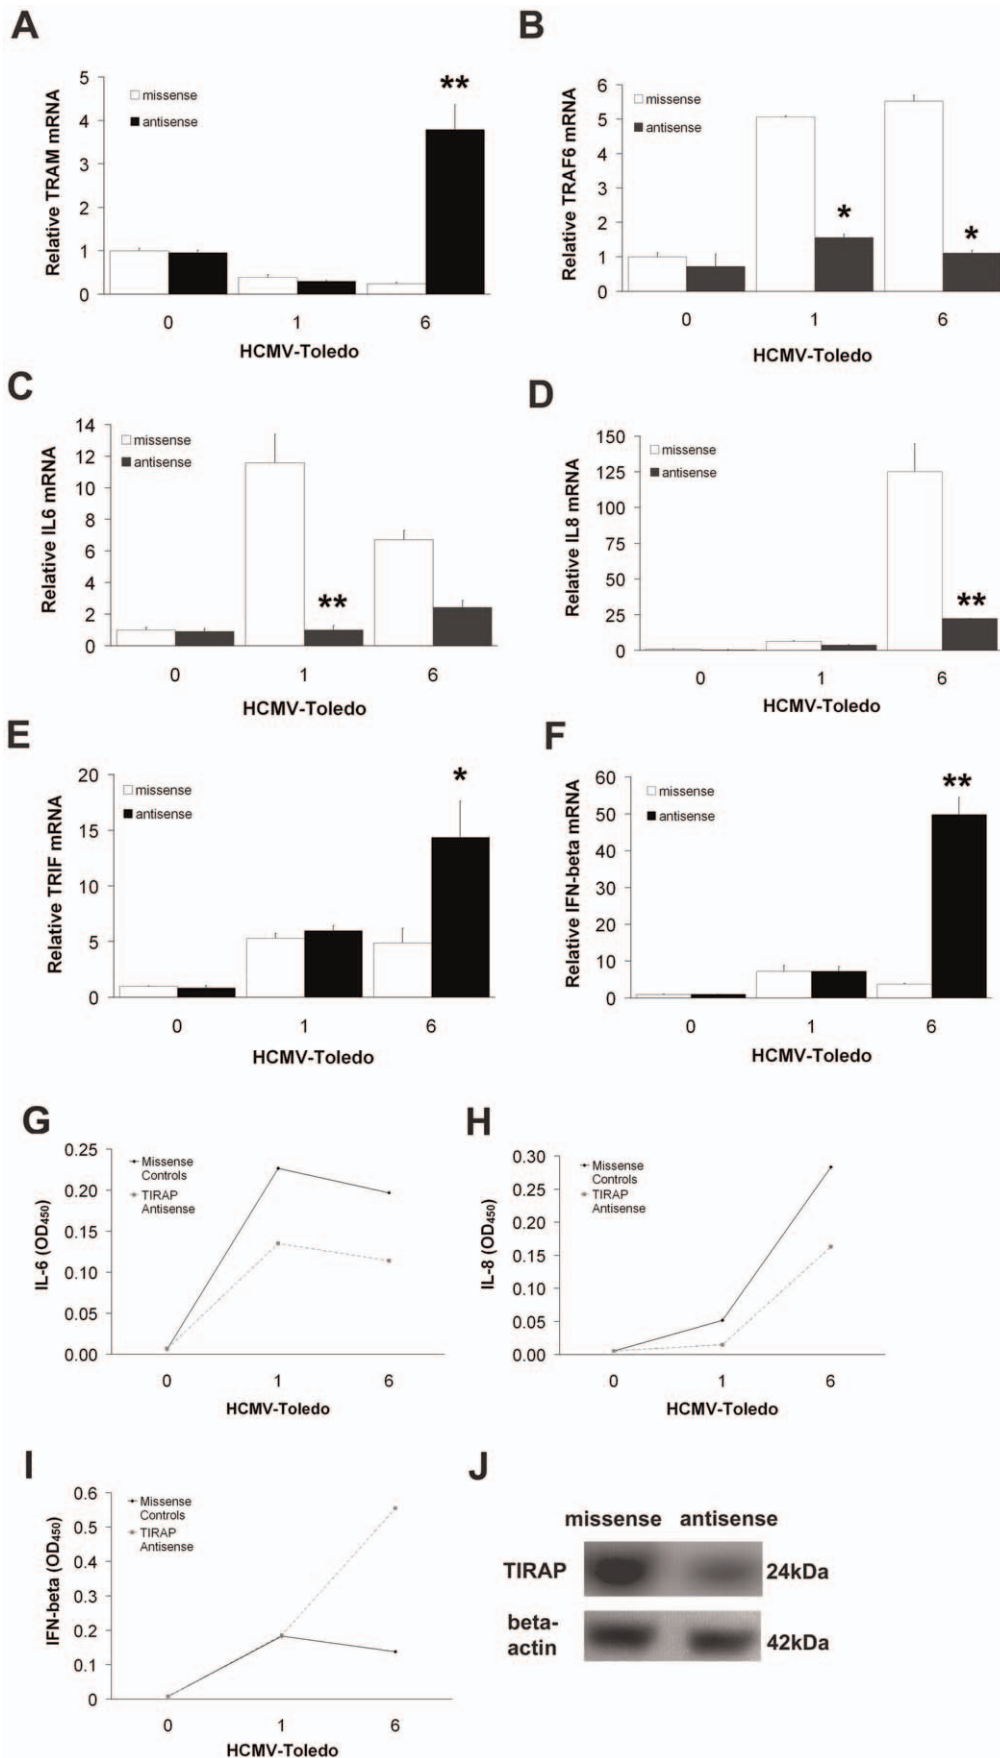 A
Relative TRAM mRNA
5
4
3
2
1
0
missense
antisense
**
0 1 6
HCMV-Toledo
B
Relative TRAF6 mRNA
6
5
4
3
2
1
0
missense
antisense
*
*
0 1 6
HCMV-Toledo
C
Relative IL6 mRNA
14
12
10
8
6
4
2
0
missense
antisense
**
0 1 6
HCMV-Toledo
D
Relative IL8 mRNA
150
125
100
75
50
25
0
missense
antisense
**
0 1 6
HCMV-Toledo
E
Relative TRIF mRNA
20
15
10
5
0
missense
antisense
*
0 1 6
HCMV-Toledo
F
Relative IFN-beta mRNA
60
50
40
30
20
10
0
missense
antisense
**
0 1 6
HCMV-Toledo
G
IL-6 (OD450)
0.25
0.20
0.15
0.10
0.05
0.00
Missense
Controls
TIRAP
Antisense
0 1 6
HCMV-Toledo
H
IL-8 (OD450)
0.30
0.25
0.20
0.15
0.10
0.05
0.00
Missense
Controls
TIRAP
Antisense
0 1 6
HCMV-Toledo
I
IFN-beta (OD450)
0.6
0.5
0.4
0.3
0.2
0.1
0
Missense
Controls
TIRAP
Antisense
0 1 6
HCMV-Toledo
J
missense antisense
TIRAP 24kDa
beta-
actin 42kDa